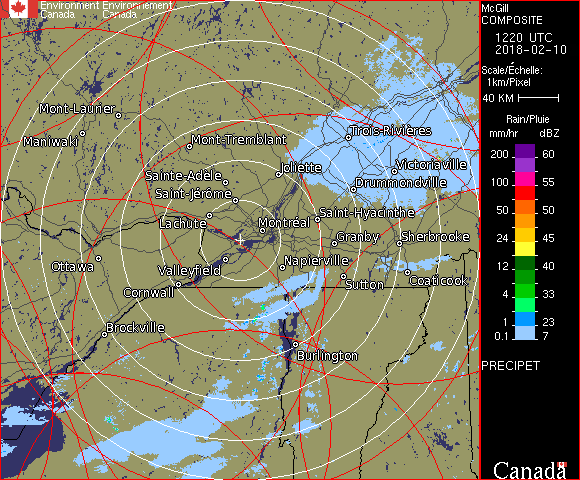 Environment Environnement
Canada Canada
McGill
COMPOSITE
1220 UTC
2018-02-10
Scale/Échelle:
1km/Pixel
40 KM
Rain/Pluie
mm/hr dBZ
200 60
100 55
50 50
24 45
12 40
4 33
1 23
0.1 7
PRECIPET
Canada
Mont-Laurier
Maniwaki
Mont-Tremblant
Trois-Rivières
Joliette
Victoriaville
Sainte-Adèle
Drummondville
Saint-Jérôme
Lachute
Montréal
Saint-Hyacinthe
Granby
Sherbrooke
Ottawa
Valleyfield
Napierville
Cornwall
Sutton
Coaticook
Brockville
Burlington